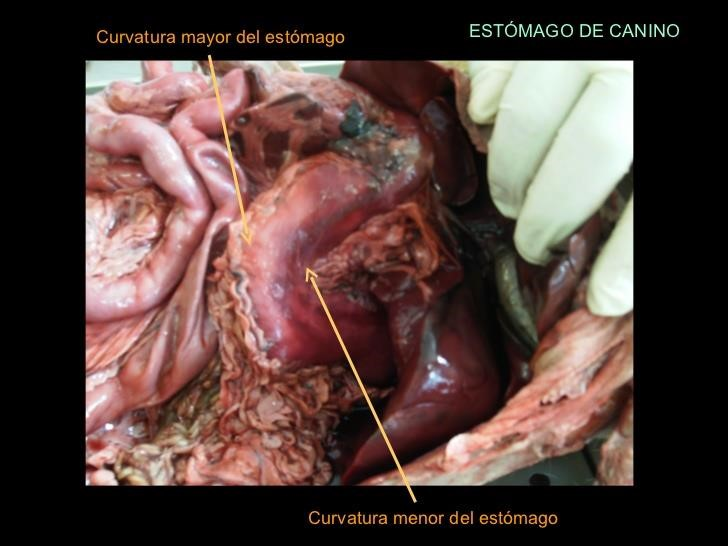 Curvatura mayor del estómago
ESTÓMAGO DE CANINO
Curvatura menor del estómago